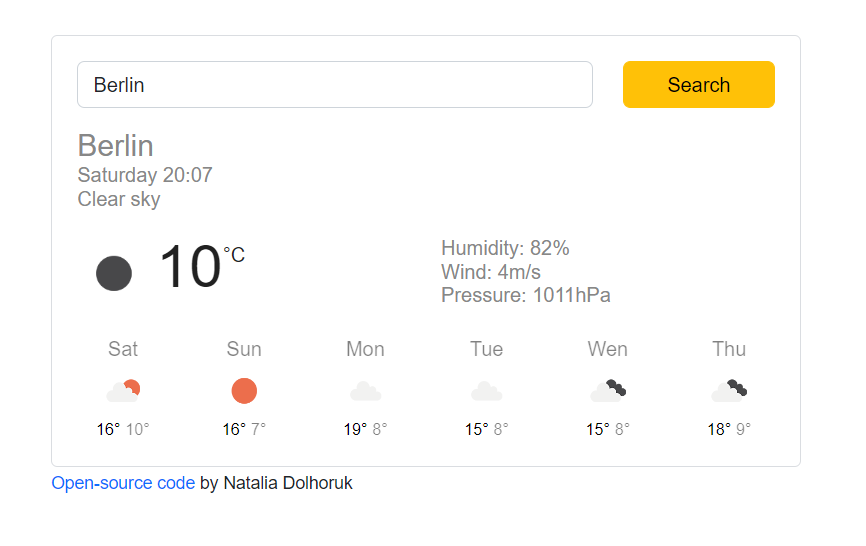 Berlin
Search
Berlin
Saturday 20:07
Clear sky
10°C
Humidity: 82%
Wind: 4m/s
Pressure: 1011hPa
Sat Sun Mon Tue Wen Thu
16° 10° 16° 7° 19° 8° 15° 8° 15° 8° 18° 9°
Open-source code by Natalia Dolhoruk